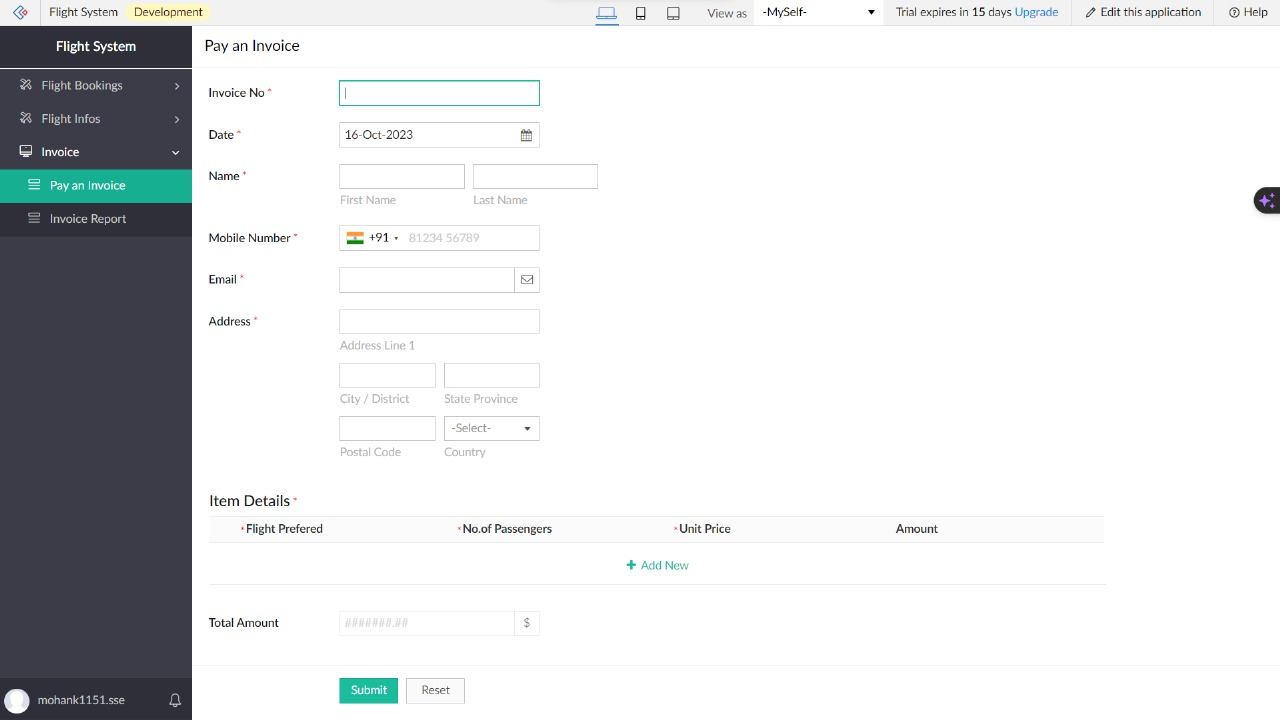 Flight System Development View as -MySelf- Trial expires in 15 days Upgrade Edit this application Help
Flight System
Pay an Invoice
Flight Bookings
Flight Infos
Invoice
Pay an Invoice
Invoice Report
mohank1151.sse
Invoice No *
Date * 16-Oct-2023
Name *
First Name Last Name
Mobile Number * +91 81234 56789
Email *
Address *
Address Line 1
City / District State Province
-Select-
Postal Code Country
Item Details *
*Flight Prefered *No.of Passengers *Unit Price Amount
+ Add New
Total Amount #######.## $
Submit Reset